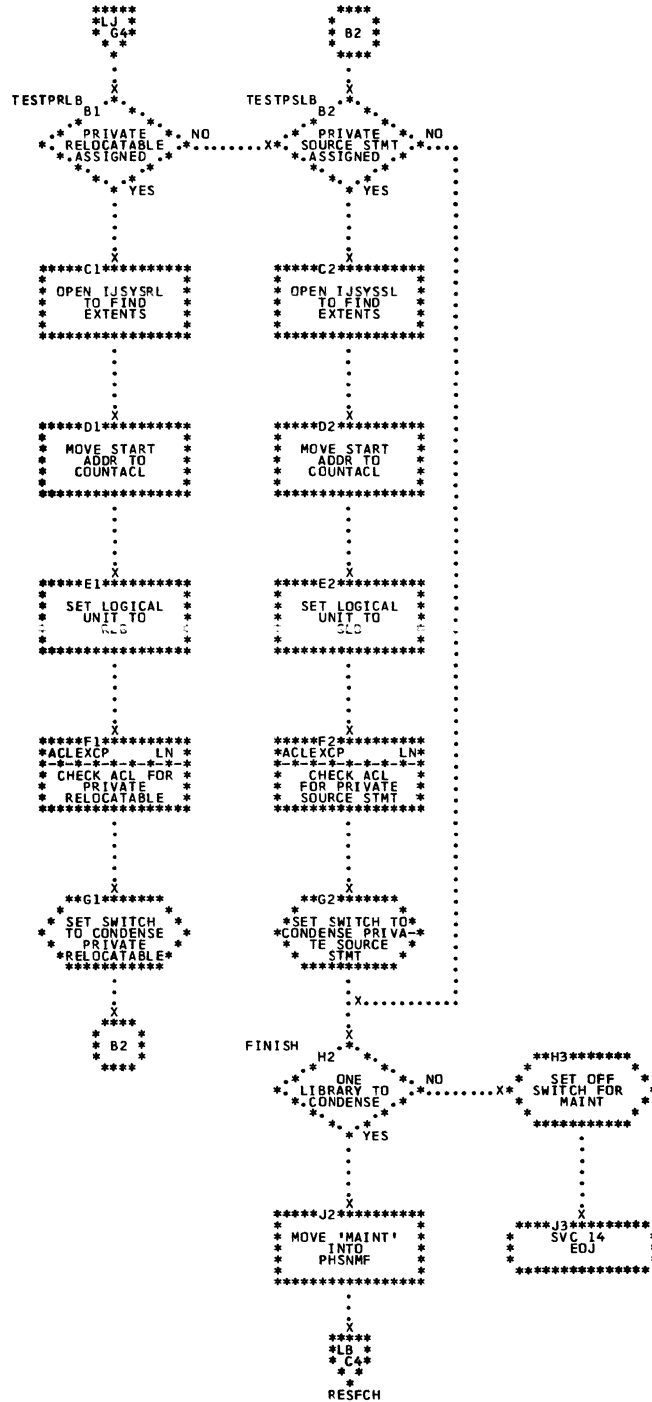 LJ
G4
B2
TESTPRLB
B1
PRIVATE
RELOCATABLE
ASSIGNED
NO
YES
TESTPSLB
B2
PRIVATE
SOURCE STMT
ASSIGNED
NO
YES
C1
OPEN IJSYSRL
TO FIND
EXTENTS
C2
OPEN IJSYSSL
TO FIND
EXTENTS
D1
MOVE START
ADDR TO
COUNTACL
D2
MOVE START
ADDR TO
COUNTACL
E1
SET LOGICAL
UNIT TO
E2
SET LOGICAL
UNIT TO
F1
ACLEXCP LN
CHECK ACL FOR
PRIVATE
RELOCATABLE
F2
ACLEXCP LN
CHECK ACL
FOR PRIVATE
SOURCE STMT
G1
SET SWITCH
TO CONDENSE
PRIVATE
RELOCATABLE
G2
SET SWITCH TO
CONDENSE PRIVA-
TE SOURCE
STMT
B2
FINISH
H2
ONE
LIBRARY TO
CONDENSE
NO
YES
H3
SET OFF
SWITCH FOR
MAINT
J2
MOVE 'MAINT'
INTO
PHSNMF
J3
SVC 14
EOJ
LB
C4
RESFCH